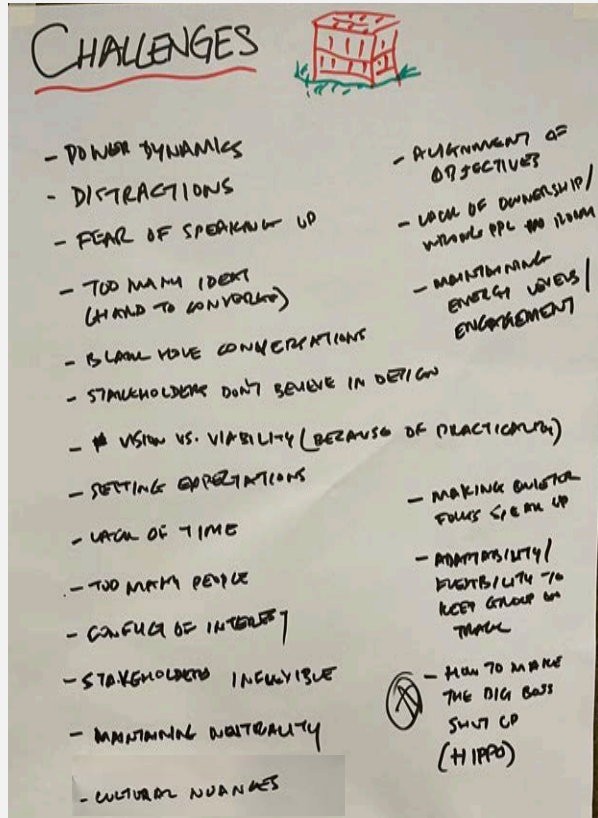 CHALLENGES
- POWER DYNAMICS
- DISTRACTIONS
- FEAR OF SPEAKING UP
- TOO MANY IDEAS
(HARD TO CONVERGE)
- BLACK HOLE CONVERSATIONS
- STAKEHOLDERS DON'T BELIEVE IN DESIGN
- VISION VS. VIABILITY (BECAUSE OF PRACTICALITY)
- SETTING EXPECTATIONS
- LACK OF TIME
- TOO MANY PEOPLE
- CONFLICT OF INTEREST
- STAKEHOLDERS INFLEXIBLE
- MAINTAINING NEUTRALITY
- CULTURAL NUANCES
- ALIGNMENT OF
OBJECTIVES
- LACK OF OWNERSHIP/
WRONG PPL IN ROOM
- MAINTAINING
ENERGY LEVELS/
ENGAGEMENT
- MAKING QUIETER
FOLKS SPEAK UP
- ADAPTABILITY/
FLEXIBILITY TO
KEEP GROUP ON
TRACK
- HOW TO MAKE
THE BIG BOSS
SHUT UP
(HIPPO)